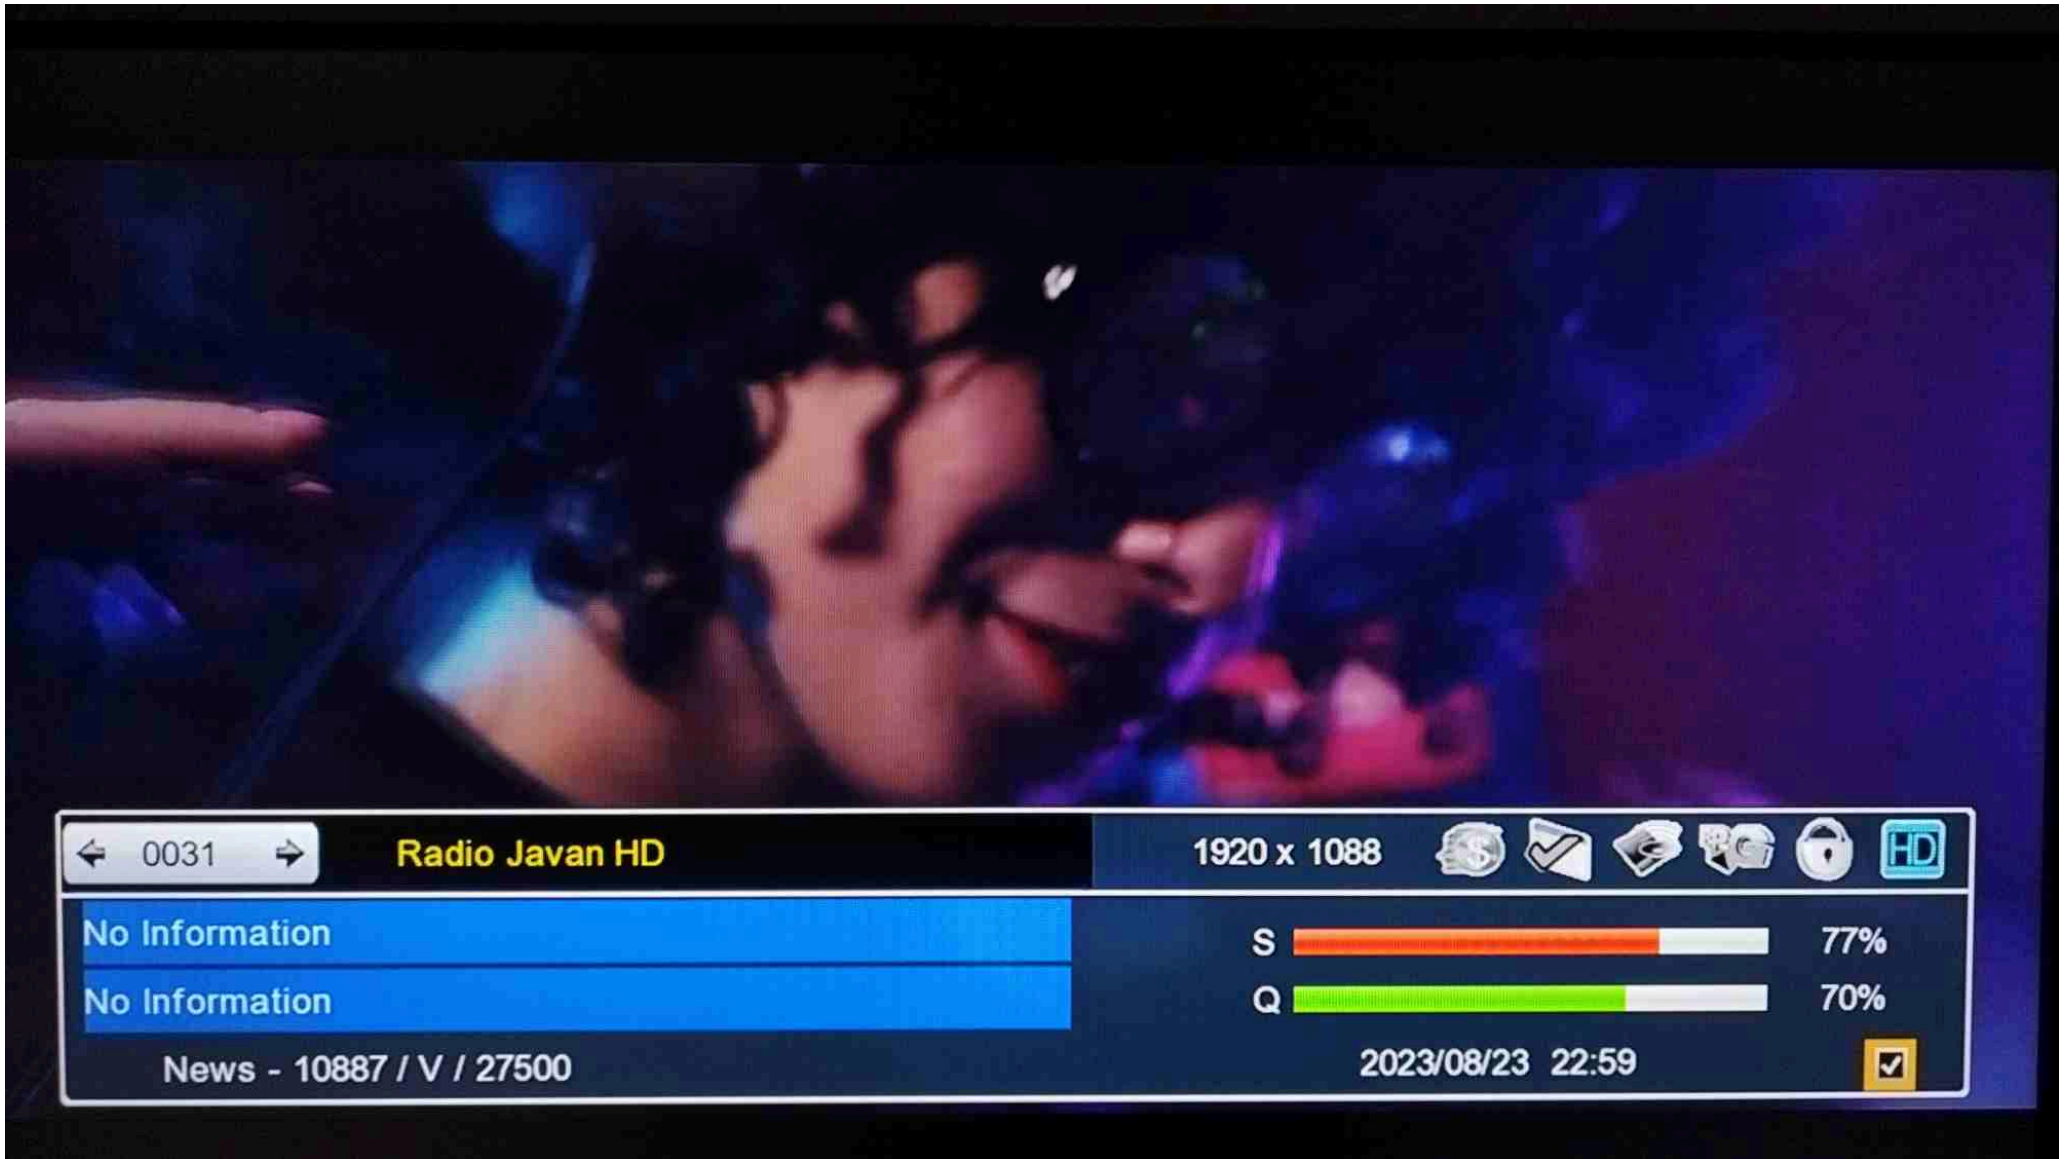 0031
Radio Javan HD
1920 x 1088
HD
No Information
S 77%
No Information
Q 70%
News - 10887 / V / 27500
2023/08/23 22:59